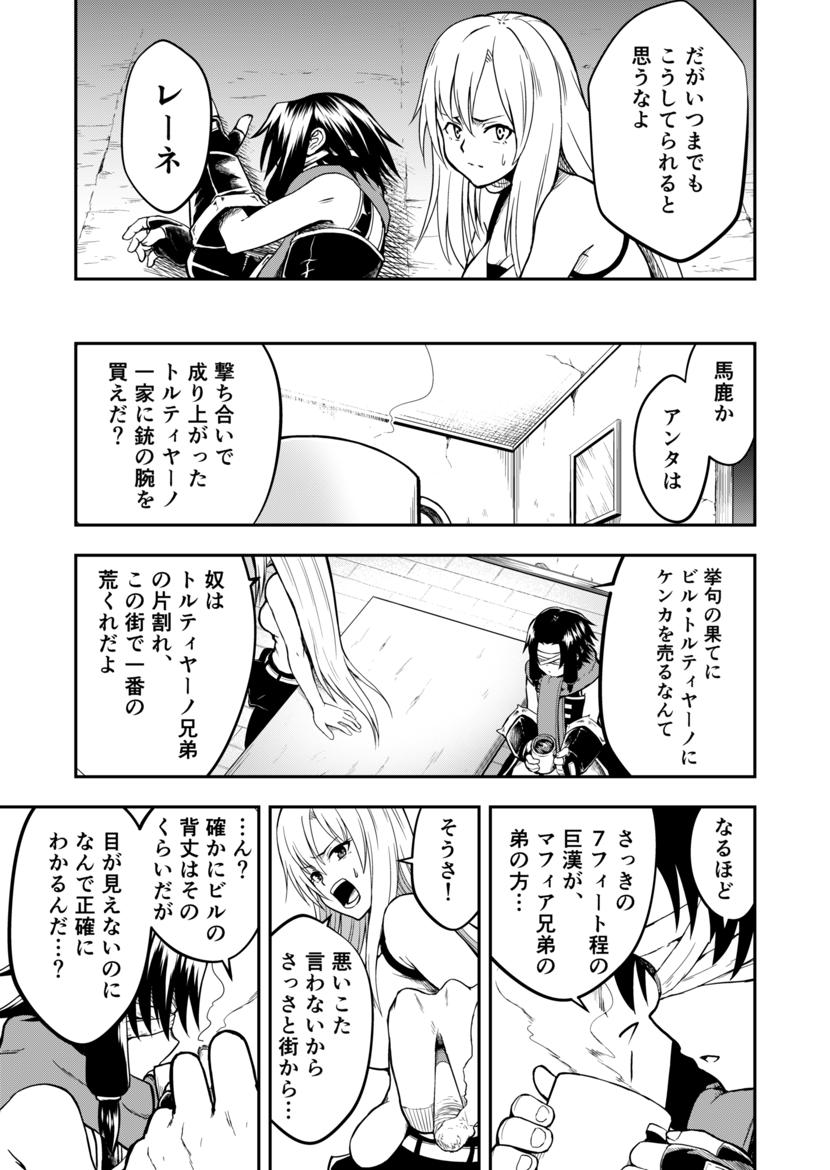 だがいつまでも
こうしてられると
思うなよ
レーネ
馬鹿か
アンタは
撃ち合いで
成り上がった
トルティヤーノ
一家に銃の腕を
買えだ?
挙句の果てに
ビル・トルティヤーノに
ケンカを売るなんて
奴は
トルティヤーノ兄弟
の片割れ、
この街で一番の
荒くれだよ
なるほど
さっきの
7フィート程の
巨漢が、
マフィア兄弟の
弟の方…
そうさ!
悪いこた
言わないから
さっさと街から…
…ん?
確かにビルの
背丈はその
くらいだが
目が見えないのに
なんで正確に
わかるんだ…?